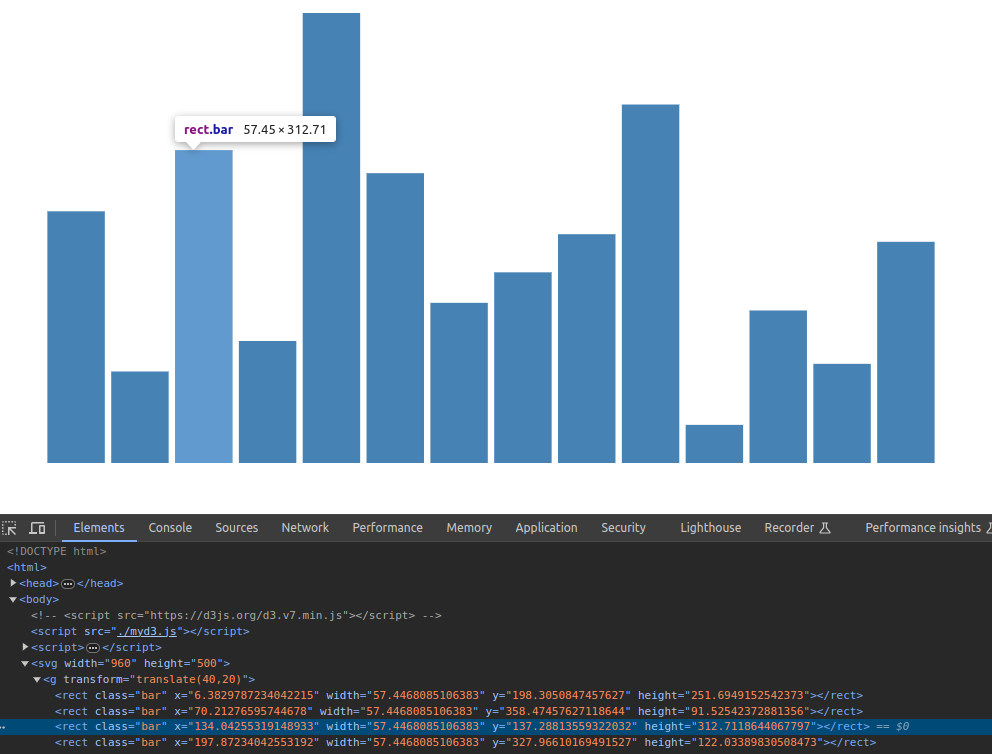 rect.bar 57.45 × 312.71
Elements Console Sources Network Performance Memory Application Security Lighthouse Recorder Performance insights
<!DOCTYPE html>
<html>
<head>…</head>
<body>
<!-- <script src="https://d3js.org/d3.v7.min.js"></script> -->
<script src="./myd3.js"></script>
<script>…</script>
<svg width="960" height="500">
<g transform="translate(40,20)">
<rect class="bar" x="6.3829787234042215" width="57.4468085106383" y="198.3050847457627" height="251.6949152542373"></rect>
<rect class="bar" x="70.21276595744678" width="57.4468085106383" y="358.47457627118644" height="91.52542372881356"></rect>
<rect class="bar" x="134.04255319148933" width="57.4468085106383" y="137.28813559322032" height="312.7118644067797"></rect> == $0
<rect class="bar" x="197.87234042553192" width="57.4468085106383" y="327.96610169491527" height="122.03389830508473"></rect>